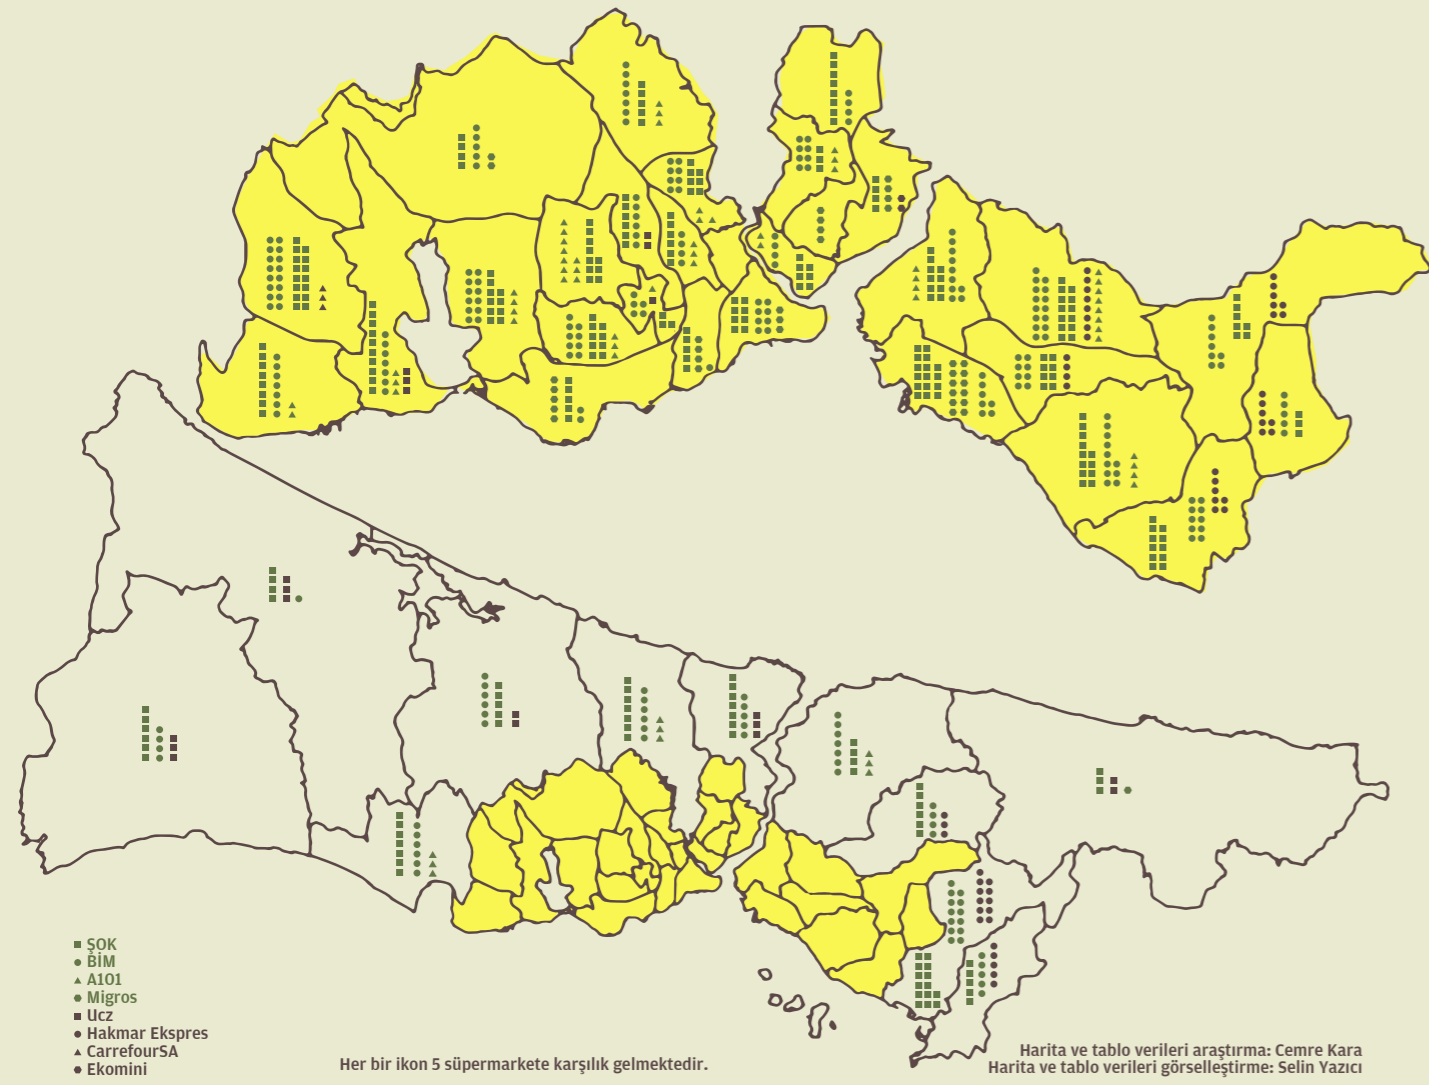 ŞOK
BİM
A101
Migros
Ucz
Hakmar Ekspres
CarrefourSA
Ekomini
Her bir ikon 5 süpermarkete karşılık gelmektedir.
Harita ve tablo verileri araştırma: Cemre Kara
Harita ve tablo verileri görselleştirme: Selin Yazıcı